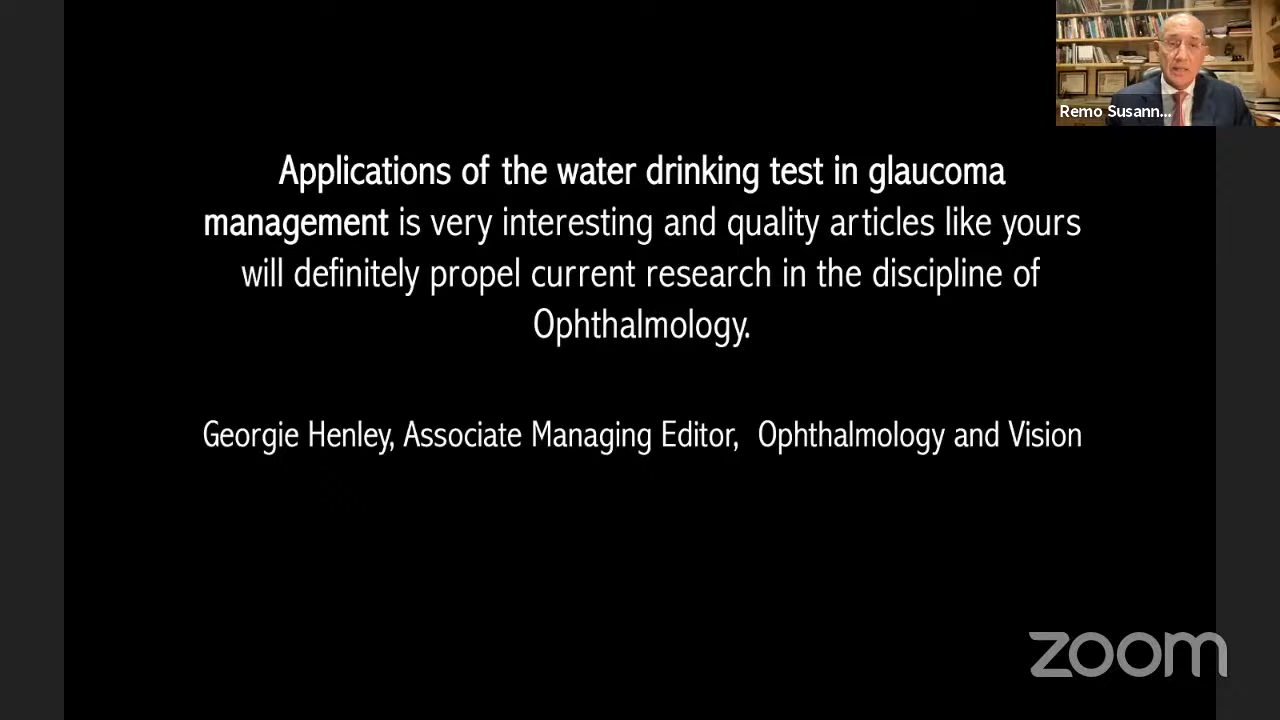 Remo Susann...
Applications of the water drinking test in glaucoma
management is very interesting and quality articles like yours
will definitely propel current research in the discipline of
Ophthalmology.
Georgie Henley, Associate Managing Editor, Ophthalmology and Vision
zoom